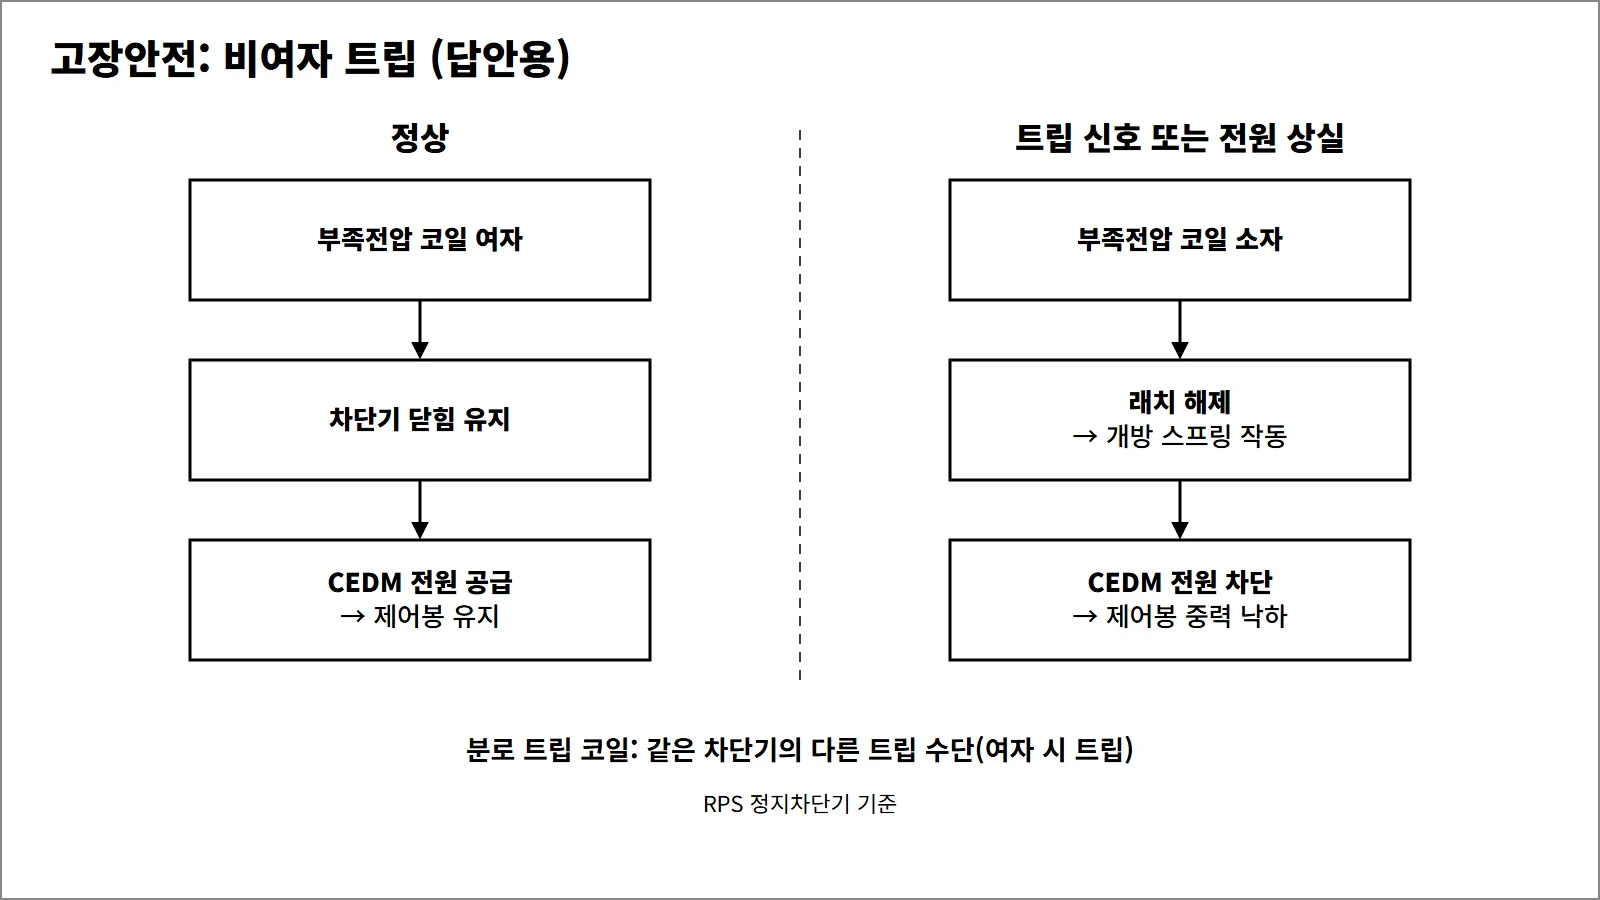 고장안전: 비여자 트립 (답안용)
정상
부족전압 코일 여자
차단기 닫힘 유지
CEDM 전원 공급
→ 제어봉 유지
트립 신호 또는 전원 상실
부족전압 코일 소자
래치 해제
→ 개방 스프링 작동
CEDM 전원 차단
→ 제어봉 중력 낙하
분로 트립 코일: 같은 차단기의 다른 트립 수단(여자 시 트립)
RPS 정지차단기 기준